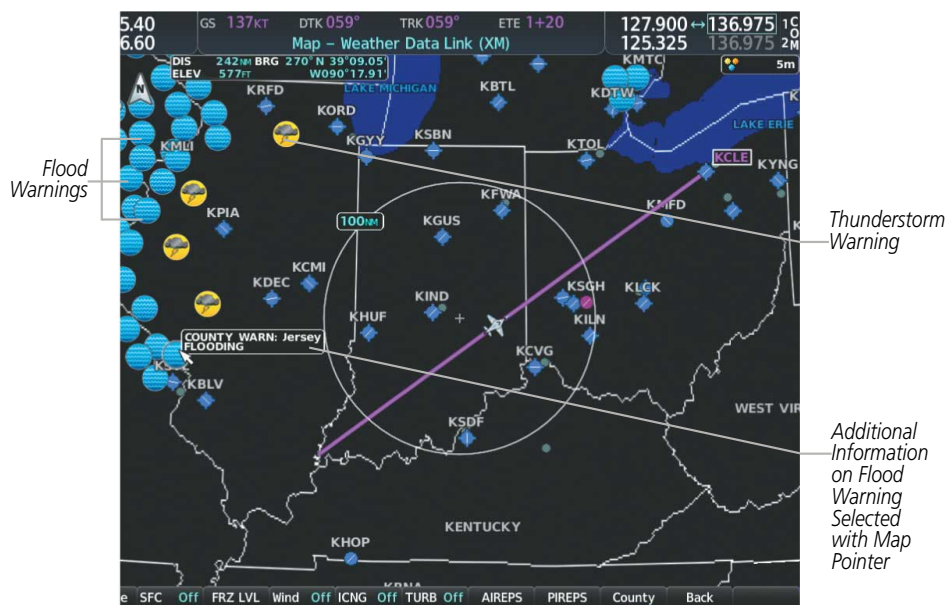 5.40 GS 137KT DTK 059° TRK 059° ETE 1+20 127.900 ↔ 136.975 1 C
6.60 Map – Weather Data Link (XM) 125.325 136.975 2 O M
DIS 242NM BRG 270° N 39°09.05'
ELEV 577FT W090°17.91'
5m
N
KMTC
KBTL
KRFD
LAKE MICHIGAN
KDTW
KORD
LAKE ERIE
KGYY
KSBN
KTOL
KMLI
KCLE
KYNG
Flood
Warnings
KFWA
KPIA
100NM
KGUS
KMFD
Thunderstorm
Warning
KCMI
KDEC
KSGH
KLCK
KIND
KHUF
KILN
COUNTY WARN: Jersey
FLOODING
KCVG
KBLV
WEST VIR
KSDF
Additional
Information
on Flood
Warning
Selected
with Map
Pointer
KENTUCKY
KHOP
KBNA
e SFC Off FRZ LVL Wind Off ICNG Off TURB Off AIREPS PIREPS County Back